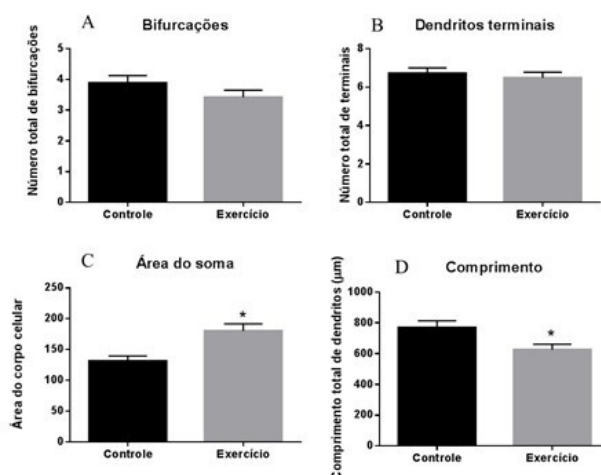 A
Bifurcações
Número total de bifurcações
5
4
3
2
1
0
Controle
Exercício
B
Dendritos terminais
Número total de terminais
8
6
4
2
0
Controle
Exercício
C
Área do soma
Área do corpo celular
250
200
150
100
50
0
*
Controle
Exercício
D
Comprimento
Comprimento total de dendritos (µm)
1000
800
600
400
200
0
*
Controle
Exercício